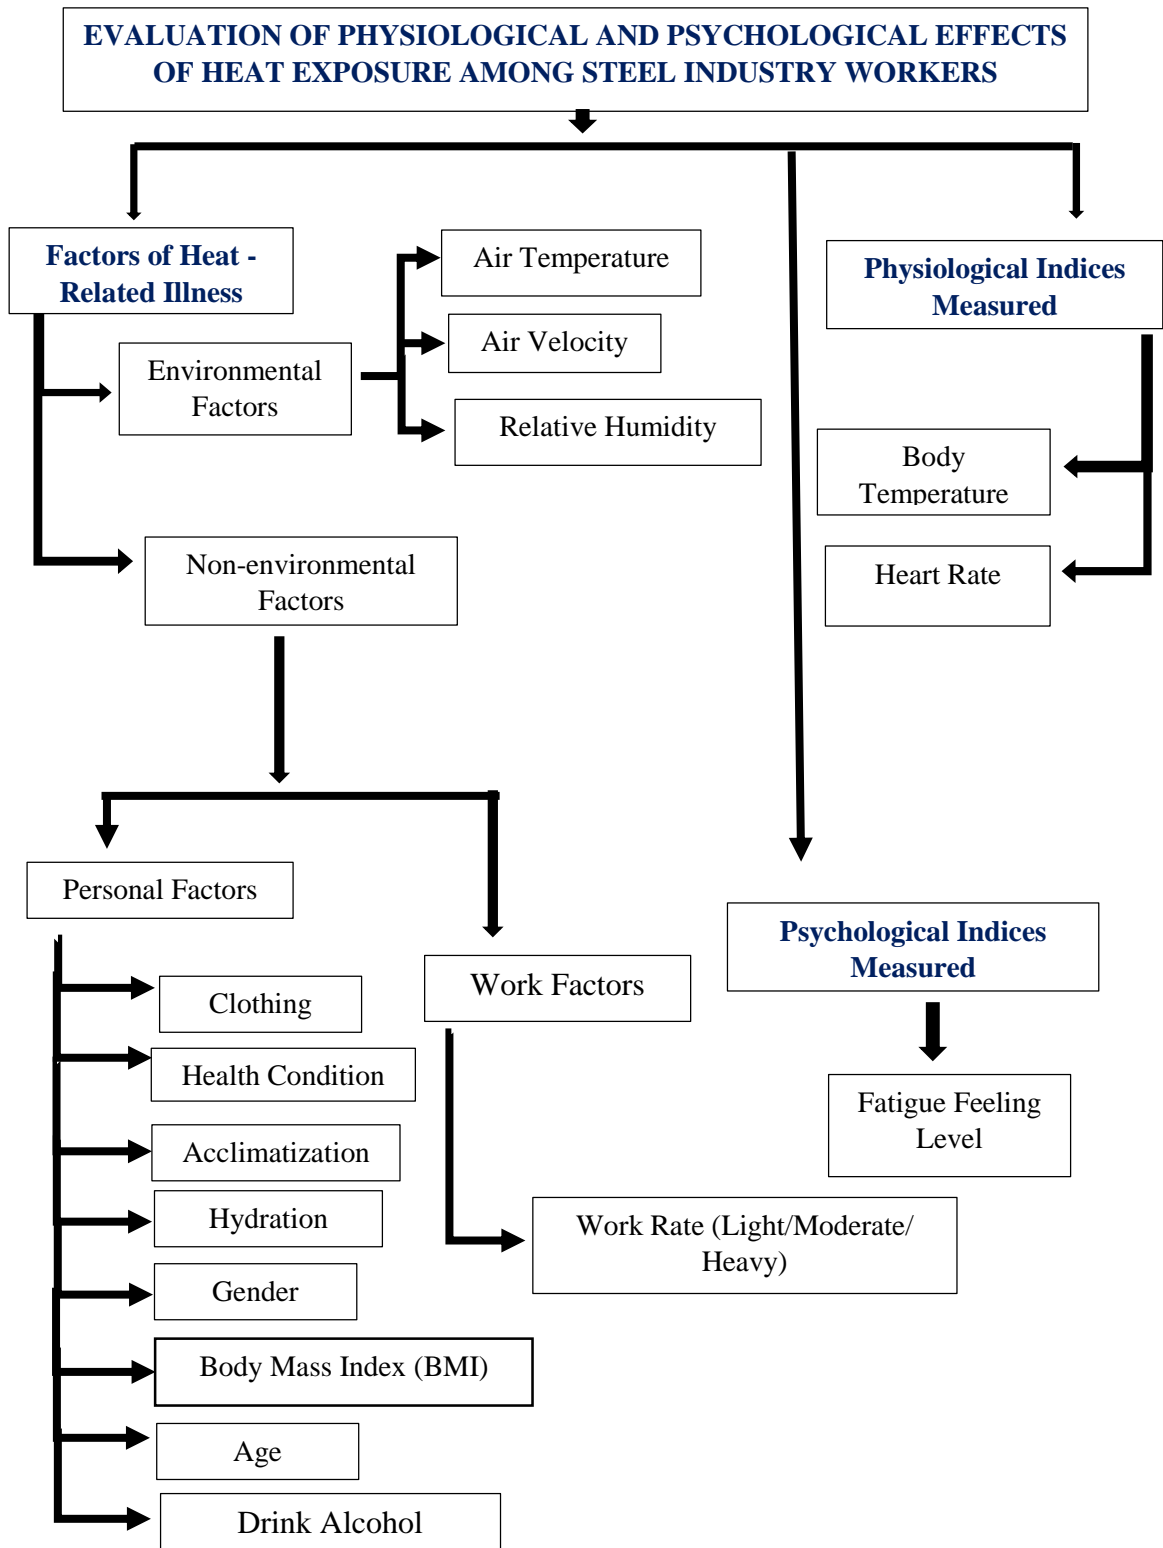 EVALUATION OF PHYSIOLOGICAL AND PSYCHOLOGICAL EFFECTS
OF HEAT EXPOSURE AMONG STEEL INDUSTRY WORKERS
Factors of Heat -
Related Illness
Environmental
Factors
Air Temperature
Air Velocity
Relative Humidity
Physiological Indices
Measured
Body
Temperature
Heart Rate
Non-environmental
Factors
Personal Factors
Clothing
Health Condition
Acclimatization
Hydration
Gender
Body Mass Index (BMI)
Age
Drink Alcohol
Work Factors
Work Rate (Light/Moderate/
Heavy)
Psychological Indices
Measured
Fatigue Feeling
Level